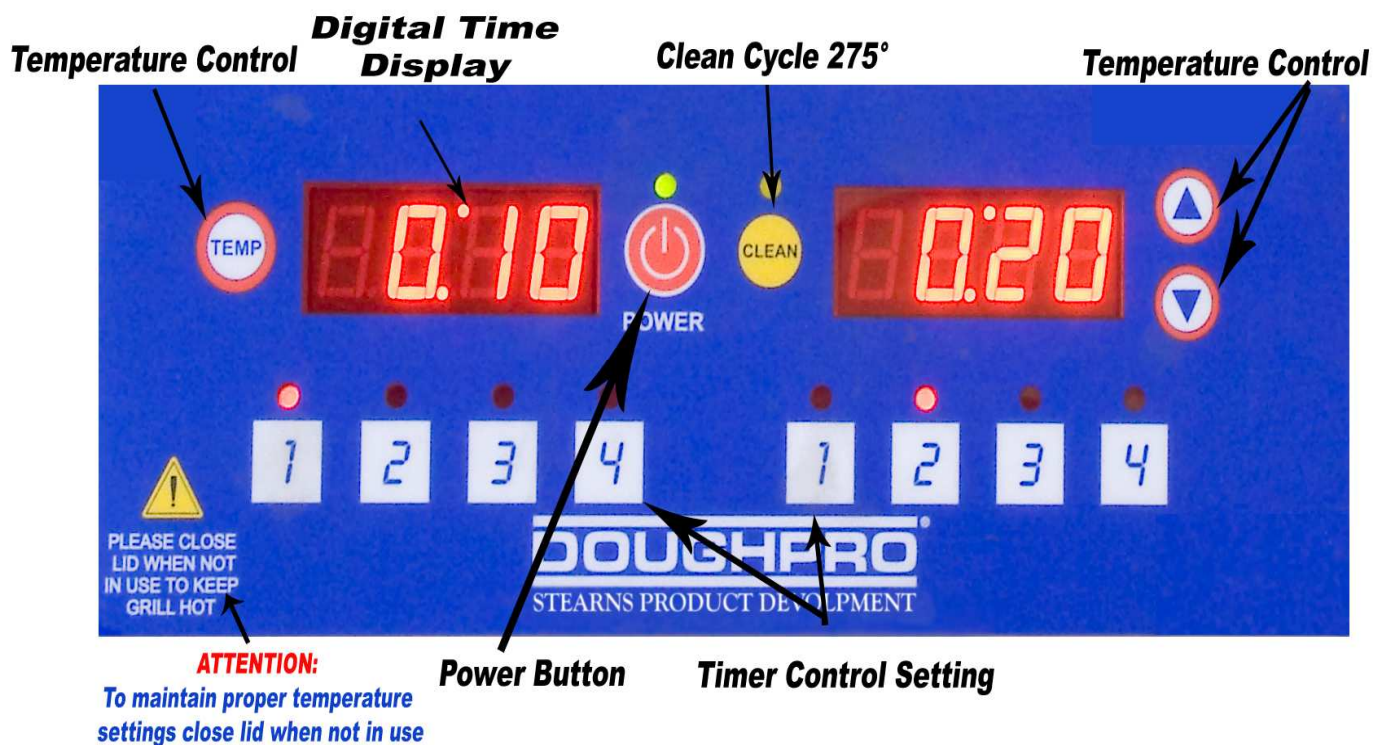 Digital Time
Display
Temperature Control
Clean Cycle 275°
Temperature Control
TEMP
0.10
POWER
CLEAN
0.20
1 2 3 4
1 2 3 4
PLEASE CLOSE
LID WHEN NOT
IN USE TO KEEP
GRILL HOT
DOUGHPRO
STEARNS PRODUCT DEVOLPMENT
ATTENTION:
To maintain proper temperature
settings close lid when not in use
Power Button
Timer Control Setting